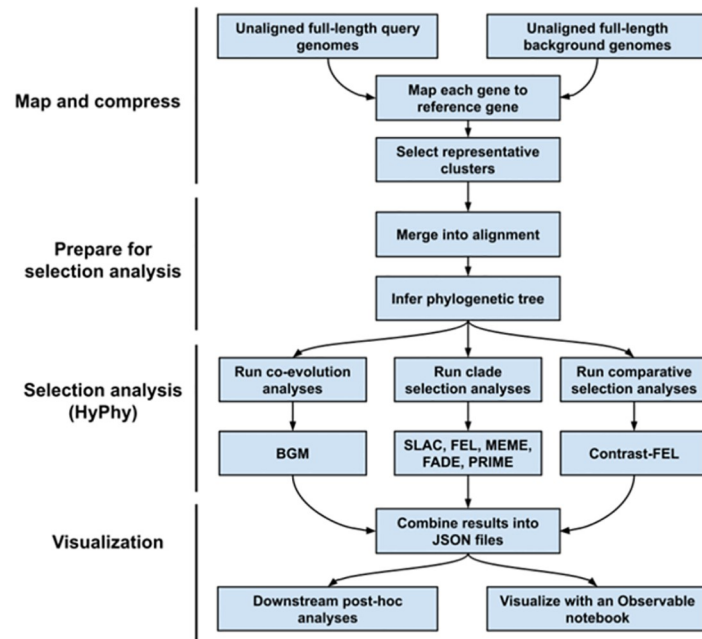 Unaligned full-length query
genomes
Unaligned full-length
background genomes
Map and compress
Map each gene to
reference gene
Select representative
clusters
Prepare for
selection analysis
Merge into alignment
Infer phylogenetic tree
Selection analysis
(HyPhy)
Run co-evolution
analyses
Run clade
selection analyses
Run comparative
selection analyses
BGM
SLAC, FEL, MEME,
FADE, PRIME
Contrast-FEL
Visualization
Combine results into
JSON files
Downstream post-hoc
analyses
Visualize with an Observable
notebook